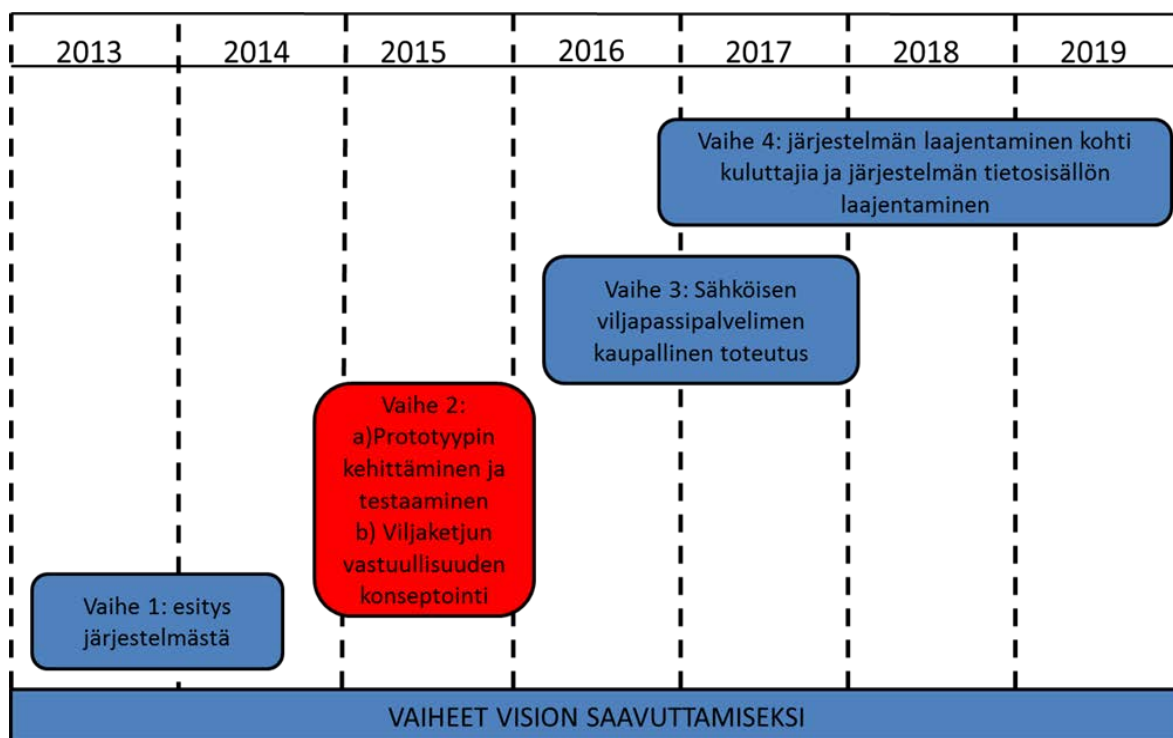 2013 2014 2015 2016 2017 2018 2019
Vaihe 4: järjestelmän laajentaminen kohti
kuluttajia ja järjestelmän tietosisällön
laajentaminen
Vaihe 3: Sähköisen
viljapassipalvelimen
kaupallinen toteutus
Vaihe 2:
a)Prototyypin
kehittäminen ja
testaaminen
b) Viljaketjun
vastuullisuuden
konseptointi
Vaihe 1: esitys
järjestelmästä
VAIHEET VISION SAAVUTTAMISEKSI